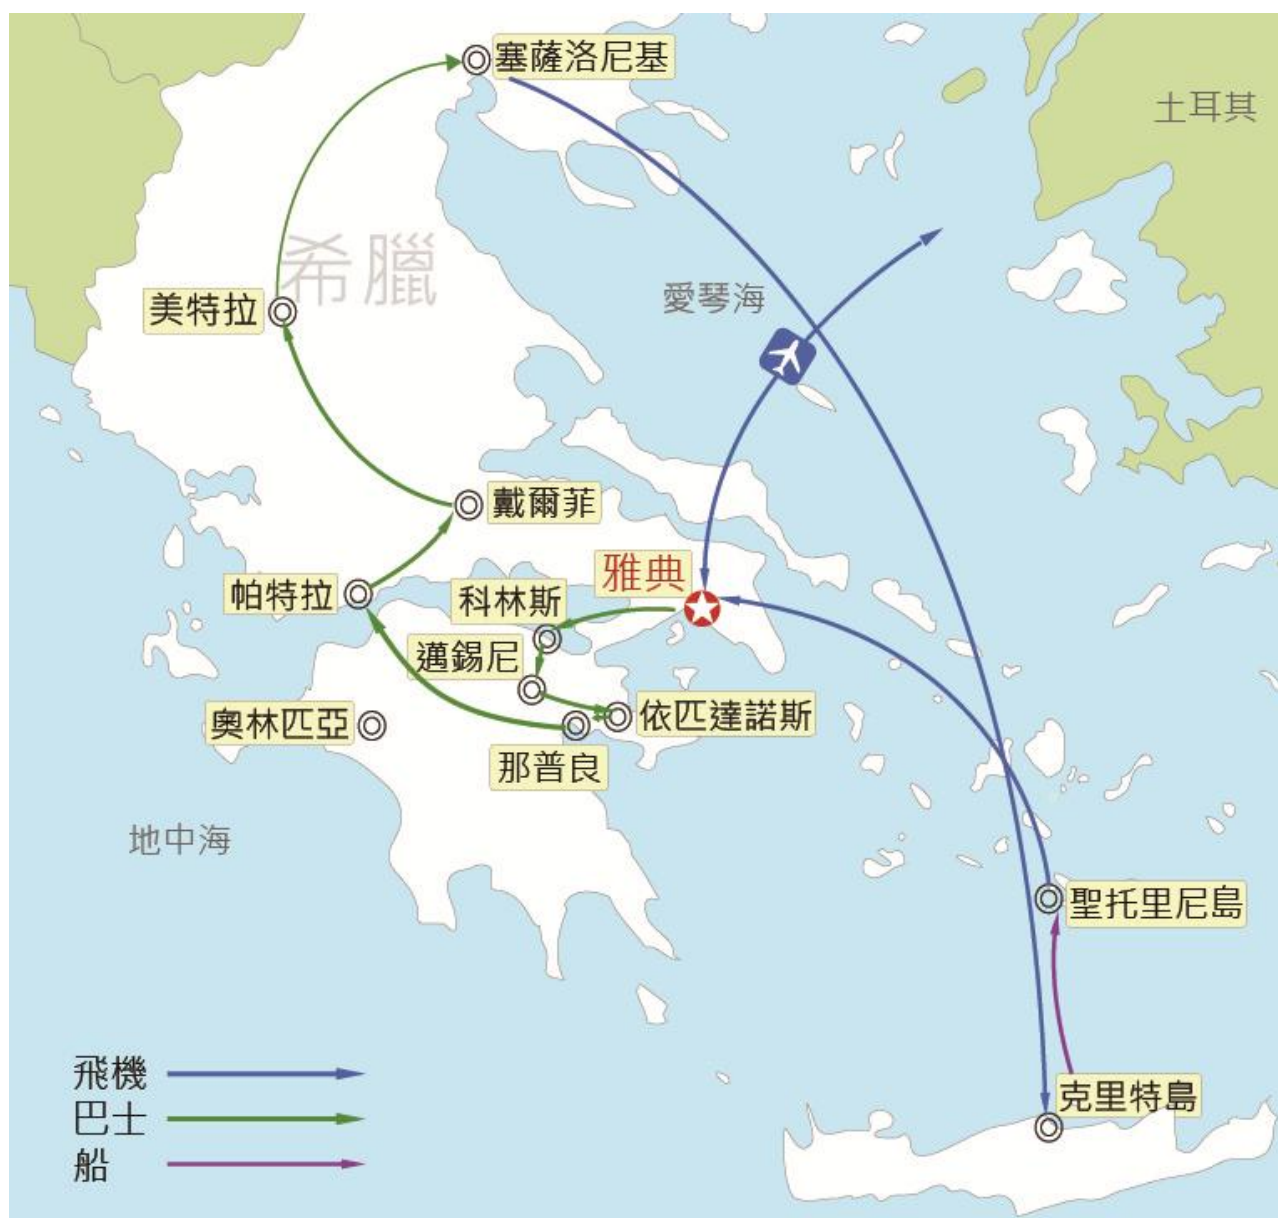 塞薩洛尼基
土耳其
希臘
愛琴海
美特拉
戴爾菲
雅典
帕特拉
科林斯
邁錫尼
奧林匹亞
依匹達諾斯
那普良
地中海
聖托里尼島
克里特島
飛機
巴士
船